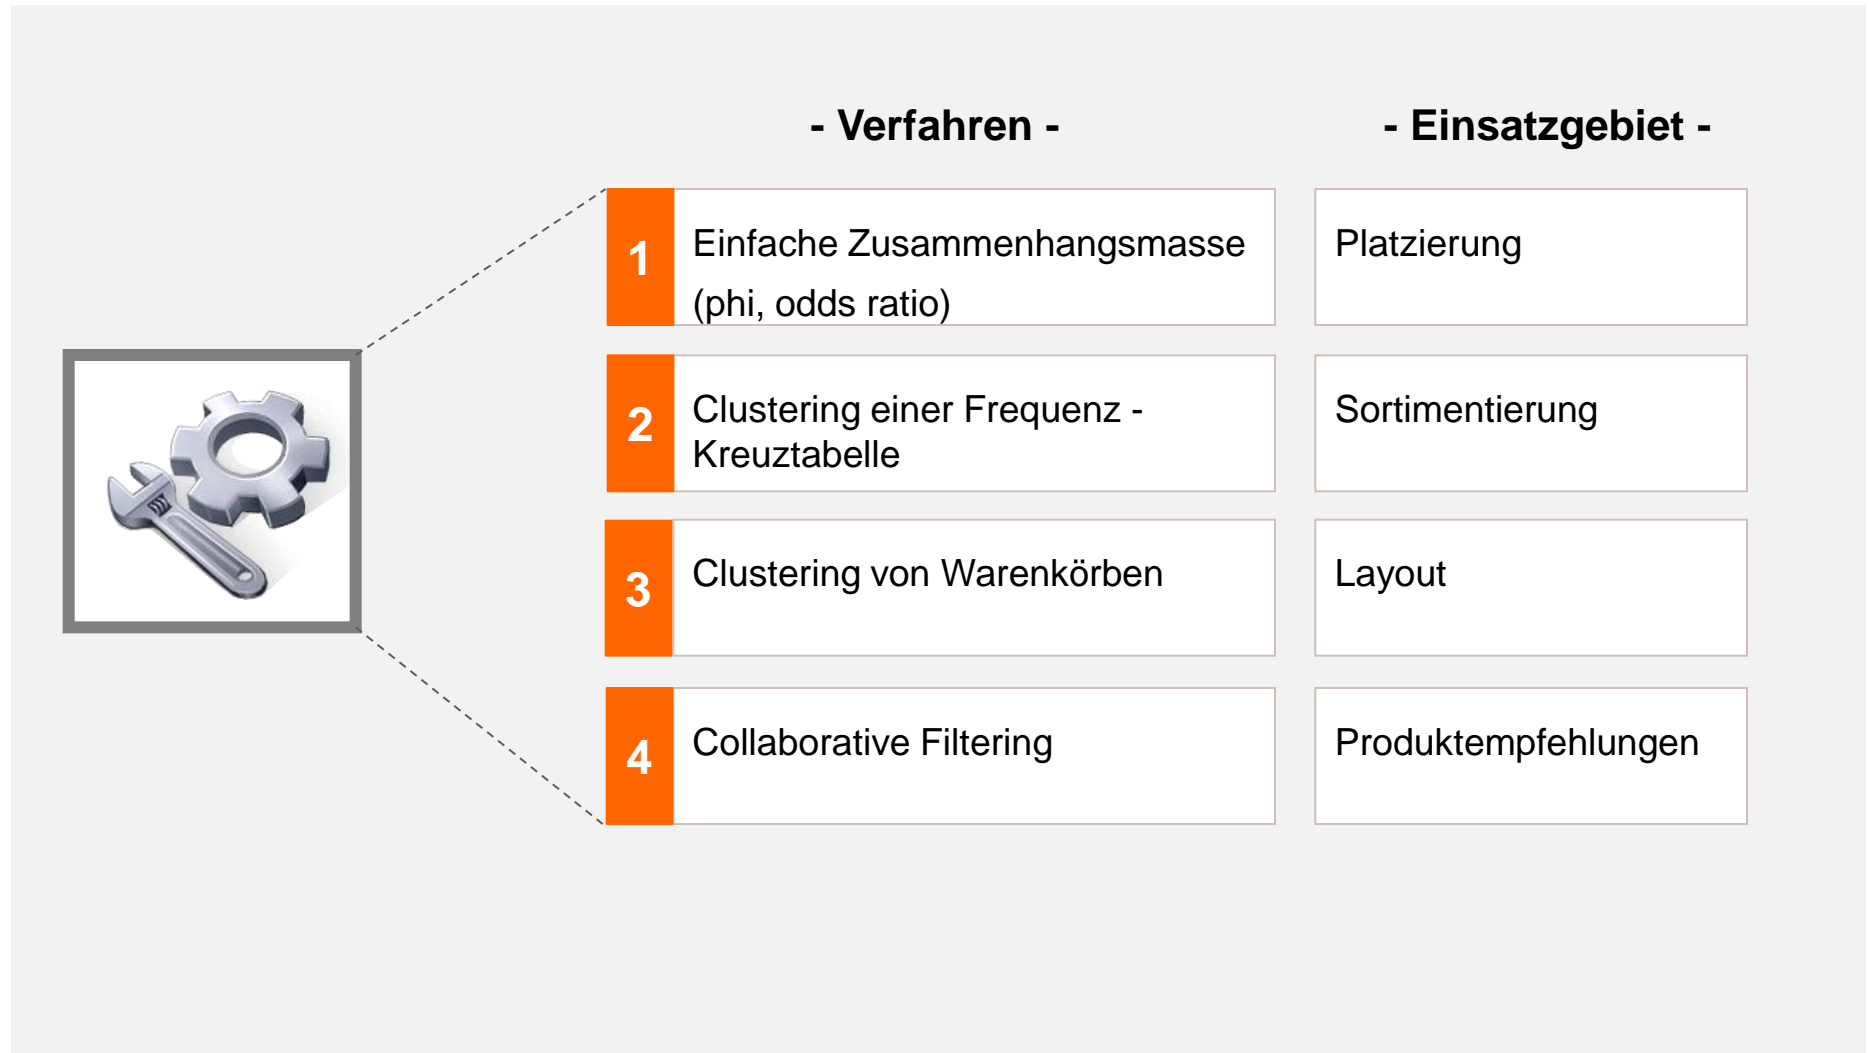 - Verfahren -
- Einsatzgebiet -
1
Einfache Zusammenhangsmasse
(phi, odds ratio)
Platzierung
2
Clustering einer Frequenz -
Kreuztabelle
Sortimentierung
3
Clustering von Warenkörben
Layout
4
Collaborative Filtering
Produktempfehlungen